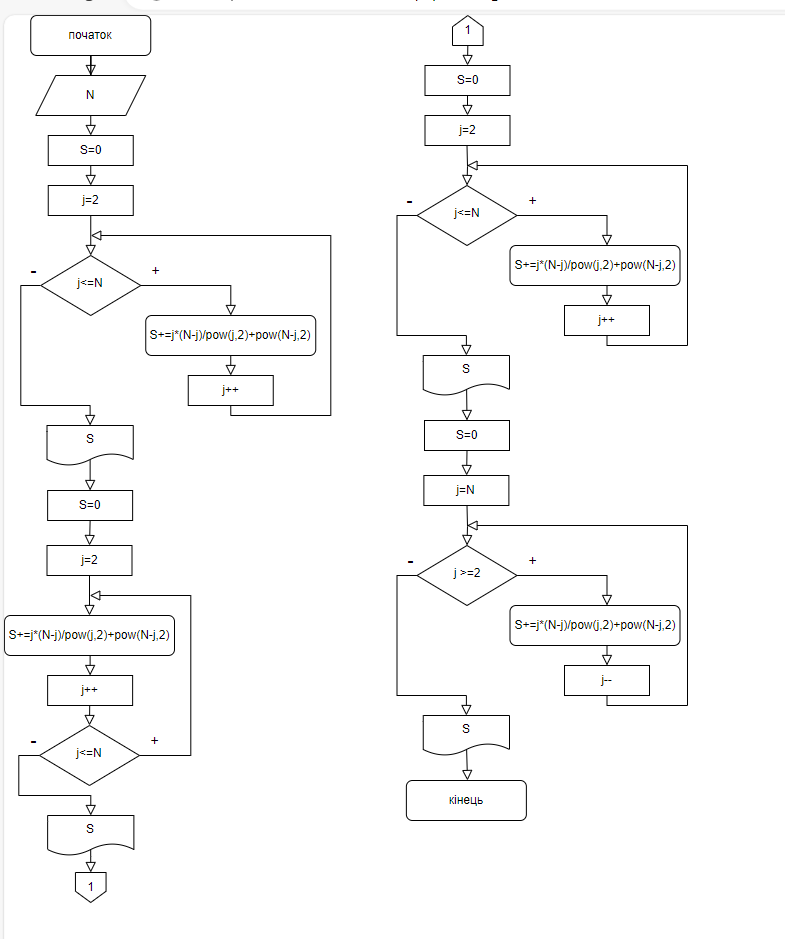 початок
N
S=0
j=2
j<=N
-
+
S+=j*(N-j)/pow(j,2)+pow(N-j,2)
j++
S
S=0
j=2
S+=j*(N-j)/pow(j,2)+pow(N-j,2)
j++
j<=N
-
+
S
1
1
S=0
j=2
j<=N
-
+
S+=j*(N-j)/pow(j,2)+pow(N-j,2)
j++
S
S=0
j=N
j >=2
-
+
S+=j*(N-j)/pow(j,2)+pow(N-j,2)
j--
S
кінець